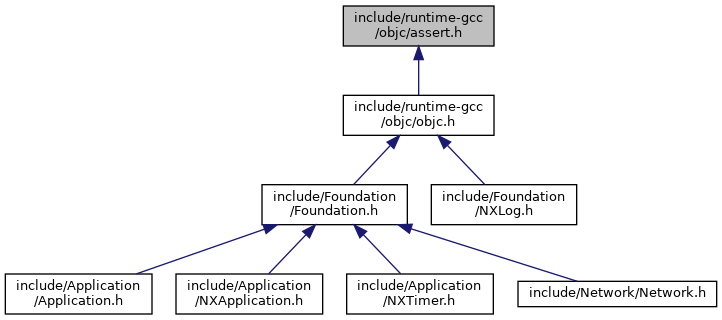 include/runtime-gcc
/objc/assert.h
include/runtime-gcc
/objc/objc.h
include/Foundation
/Foundation.h
include/Foundation
/NXLog.h
include/Application
/Application.h
include/Application
/NXApplication.h
include/Application
/NXTimer.h
include/Network/Network.h